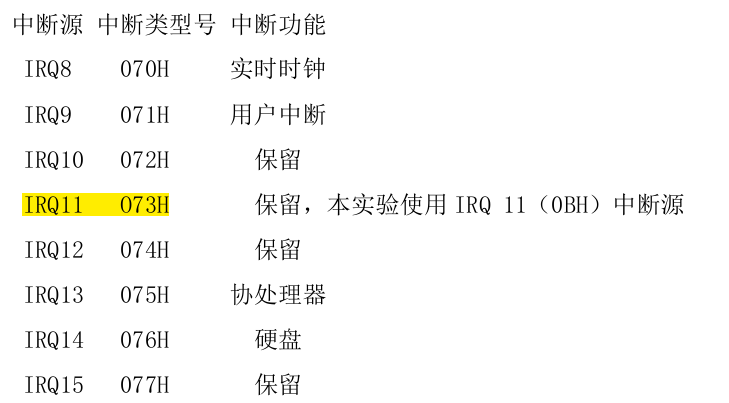 中断源 中断类型号 中断功能
IRQ8 070H 实时时钟
IRQ9 071H 用户中断
IRQ10 072H 保留
IRQ11 073H 保留，本实验使用 IRQ 11（0BH）中断源
IRQ12 074H 保留
IRQ13 075H 协处理器
IRQ14 076H 硬盘
IRQ15 077H 保留